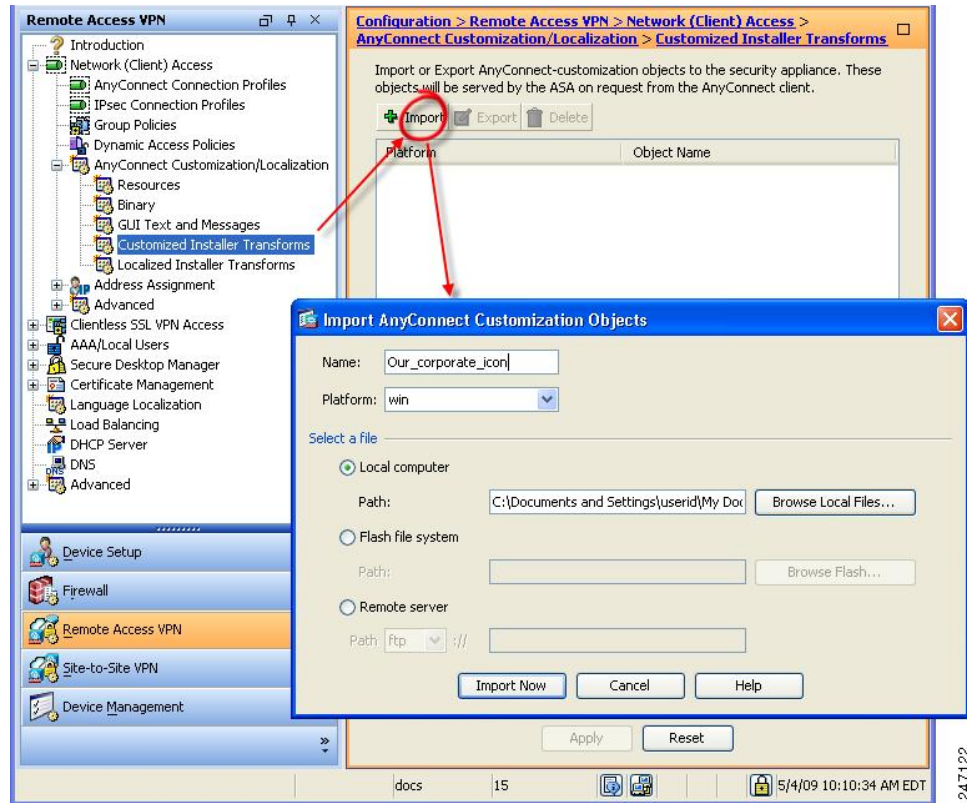 Remote Access VPN
Introduction
Network (Client) Access
AnyConnect Connection Profiles
IPsec Connection Profiles
Group Policies
Dynamic Access Policies
AnyConnect Customization/Localization
Resources
Binary
GUI Text and Messages
Customized Installer Transforms
Localized Installer Transforms
Address Assignment
Advanced
Clientless SSL VPN Access
AAA/Local Users
Secure Desktop Manager
Certificate Management
Language Localization
Load Balancing
DHCP Server
DNS
Advanced
Device Setup
Firewall
Remote Access VPN
Site-to-Site VPN
Device Management
Configuration > Remote Access VPN > Network (Client) Access >
AnyConnect Customization/Localization > Customized Installer Transforms
Import or Export AnyConnect-customization objects to the security appliance. These
objects will be served by the ASA on request from the AnyConnect client.
Import Export Delete
Platform Object Name
Import AnyConnect Customization Objects
Name: Our_corporate_icon
Platform: win
Select a file
Local computer
Path: C:\Documents and Settings\userid\My Doc Browse Local Files...
Flash file system
Path: Browse Flash...
Remote server
Path ftp ://
Import Now Cancel Help
Apply Reset
docs 15 5/4/09 10:10:34 AM EDT
247122